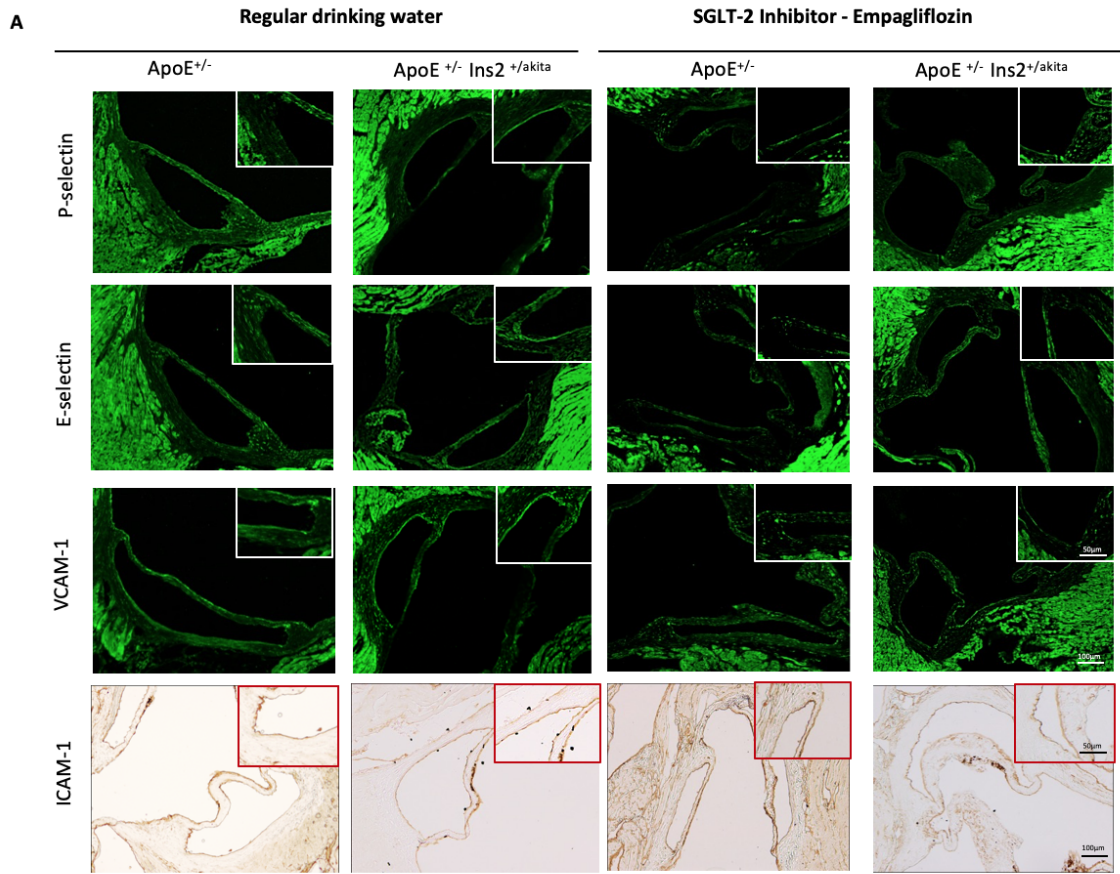 A
Regular drinking water
SGLT-2 Inhibitor - Empagliflozin
ApoE+/-
ApoE +/- Ins2 +/akita
ApoE+/-
ApoE +/- Ins2+/akita
P-selectin
E-selectin
VCAM-1
50µm
100µm
ICAM-1
50µm
100µm